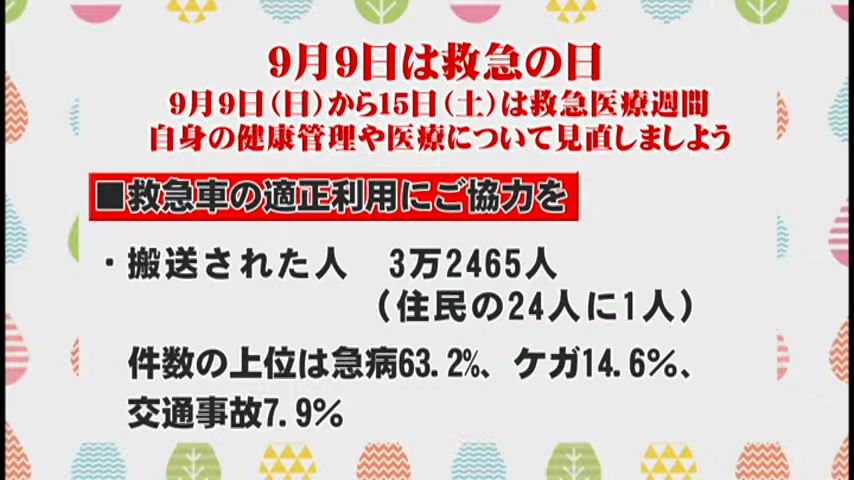 9月9日は救急の日
9月9日(日)から15日(土)は救急医療週間
自身の健康管理や医療について見直しましよう
■救急車の適正利用にご協力を
・搬送された人　3万2465人
(住民の24人に1人)
件数の上位は急病63.2%、ケガ14.6%、
交通事故7.9%